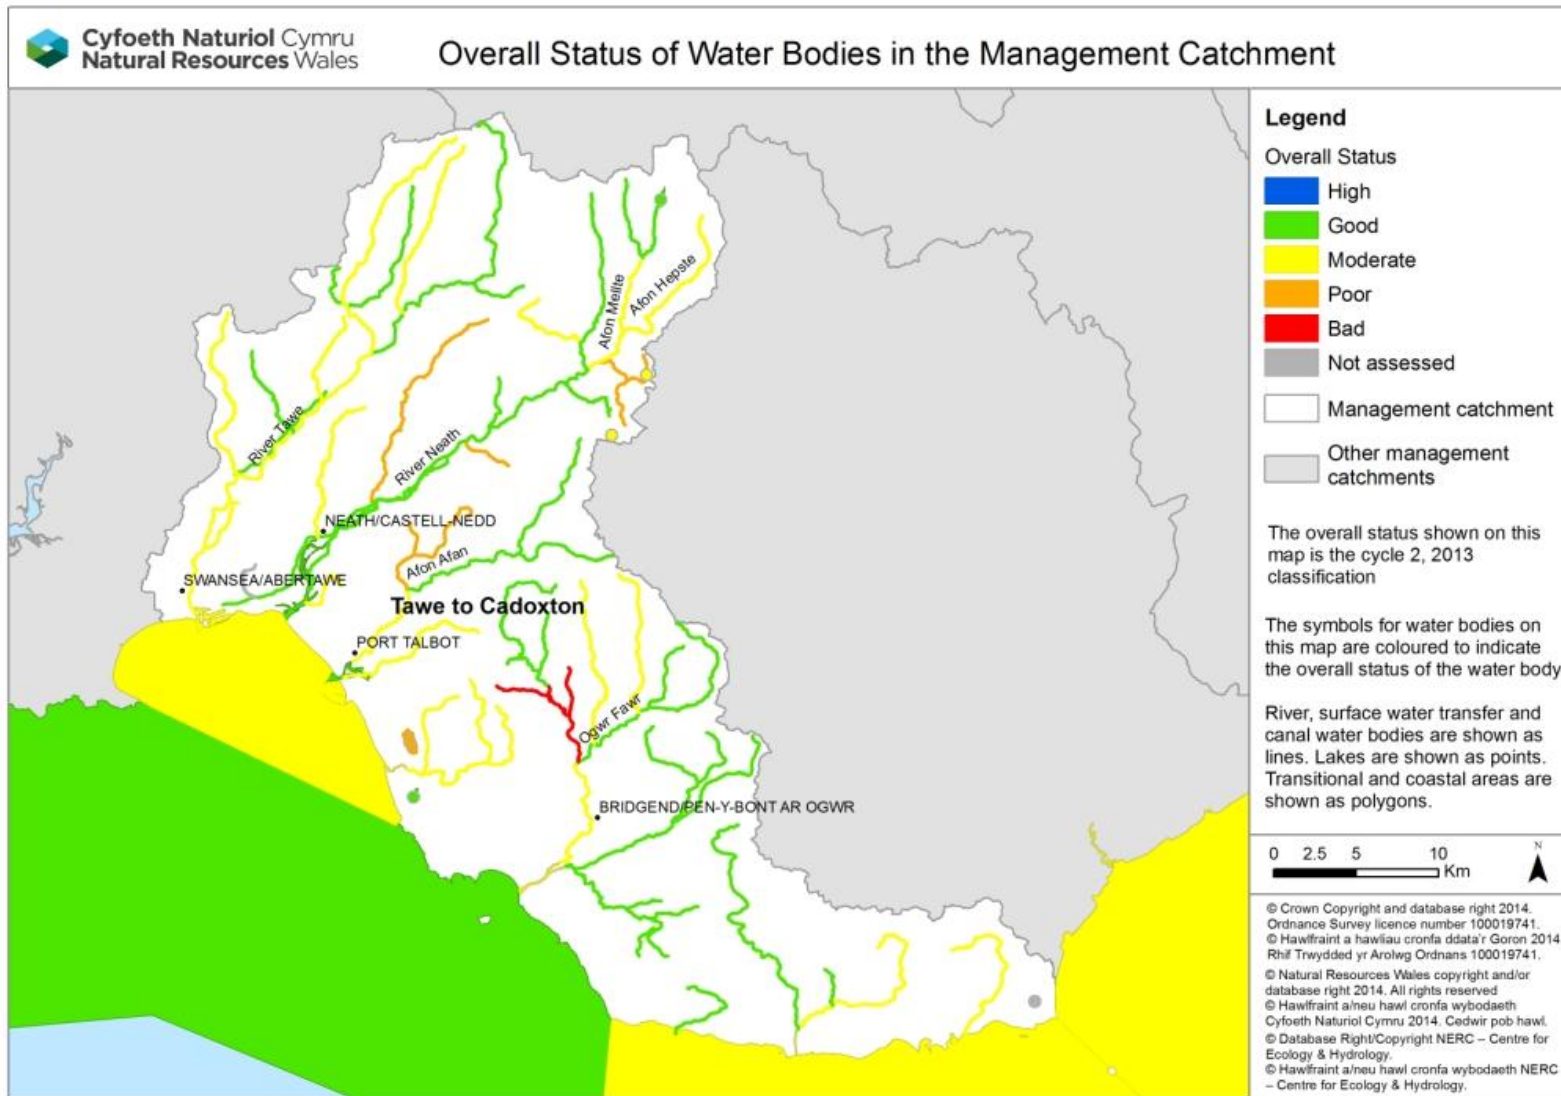 Cyfoeth Naturiol Cymru
Natural Resources Wales
Overall Status of Water Bodies in the Management Catchment
Afon Mellte
Afon Hepste
River Tawe
River Neath
NEATH/CASTELL-NEDD
Afon Afan
SWANSEA/ABERTAWE
Tawe to Cadoxton
PORT TALBOT
Ogwr Fawr
BRIDGEND/PEN-Y-BONT AR OGWR
Legend
Overall Status
High
Good
Moderate
Poor
Bad
Not assessed
Management catchment
Other management
catchments
The overall status shown on this
map is the cycle 2, 2013
classification
The symbols for water bodies on
this map are coloured to indicate
the overall status of the water body
River, surface water transfer and
canal water bodies are shown as
lines. Lakes are shown as points.
Transitional and coastal areas are
shown as polygons.
0 2.5 5 10
Km
N
© Crown Copyright and database right 2014.
Ordnance Survey licence number 100019741.
© Hawlfraint a hawliau cronfa ddata'r Goron 2014
Rhif Trwydded yr Arolwg Ordnans 100019741.
© Natural Resources Wales copyright and/or
database right 2014. All rights reserved
© Hawlfraint a/neu hawl cronfa wybodaeth
Cyfoeth Naturiol Cymru 2014. Cedwir pob hawl.
© Database Right/Copyright NERC – Centre for
Ecology & Hydrology.
© Hawlfraint a/neu hawl cronfa wybodaeth NERC
– Centre for Ecology & Hydrology.